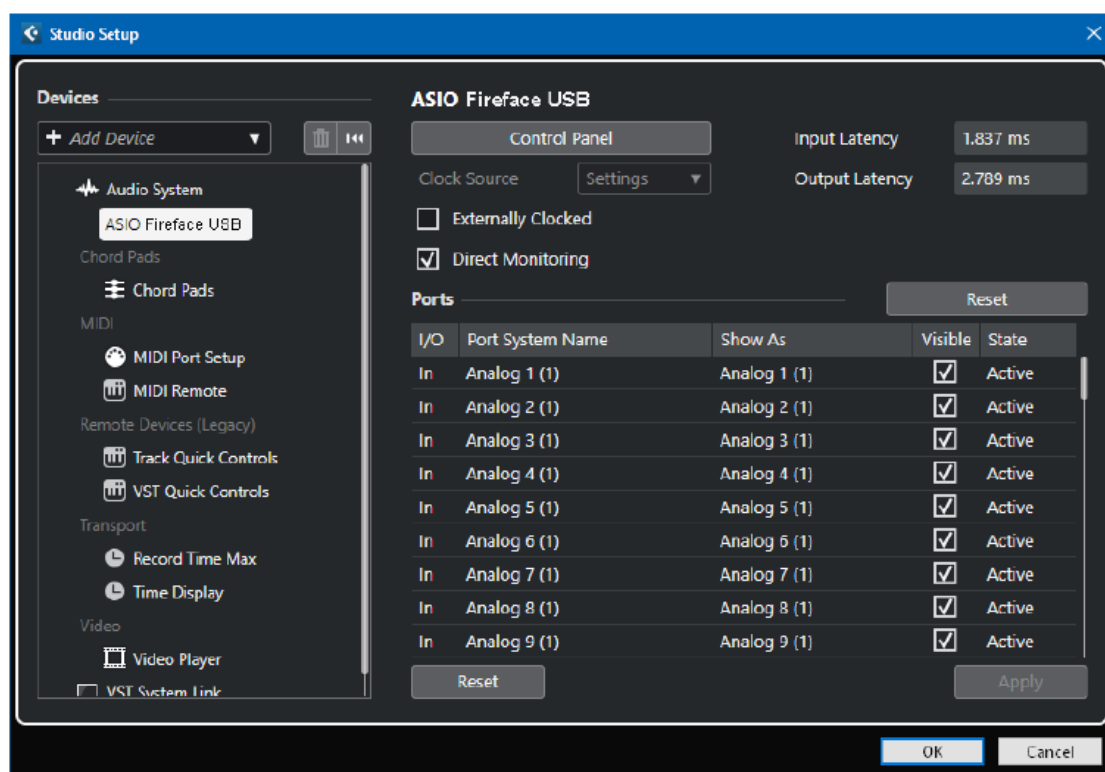 Studio Setup
Devices
+ Add Device
Audio System
ASIO Fireface USB
Chord Pads
Chord Pads
MIDI
MIDI Port Setup
MIDI Remote
Remote Devices (Legacy)
Track Quick Controls
VST Quick Controls
Transport
Record Time Max
Time Display
Video
Video Player
VST System Link
ASIO Fireface USB
Control Panel
Input Latency 1.837 ms
Clock Source Settings
Output Latency 2.789 ms
Externally Clocked
Direct Monitoring
Ports
Reset
I/O Port System Name Show As Visible State
In Analog 1 (1) Analog 1 (1) Active
In Analog 2 (1) Analog 2 (1) Active
In Analog 3 (1) Analog 3 (1) Active
In Analog 4 (1) Analog 4 (1) Active
In Analog 5 (1) Analog 5 (1) Active
In Analog 6 (1) Analog 6 (1) Active
In Analog 7 (1) Analog 7 (1) Active
In Analog 8 (1) Analog 8 (1) Active
In Analog 9 (1) Analog 9 (1) Active
Reset Apply
OK Cancel